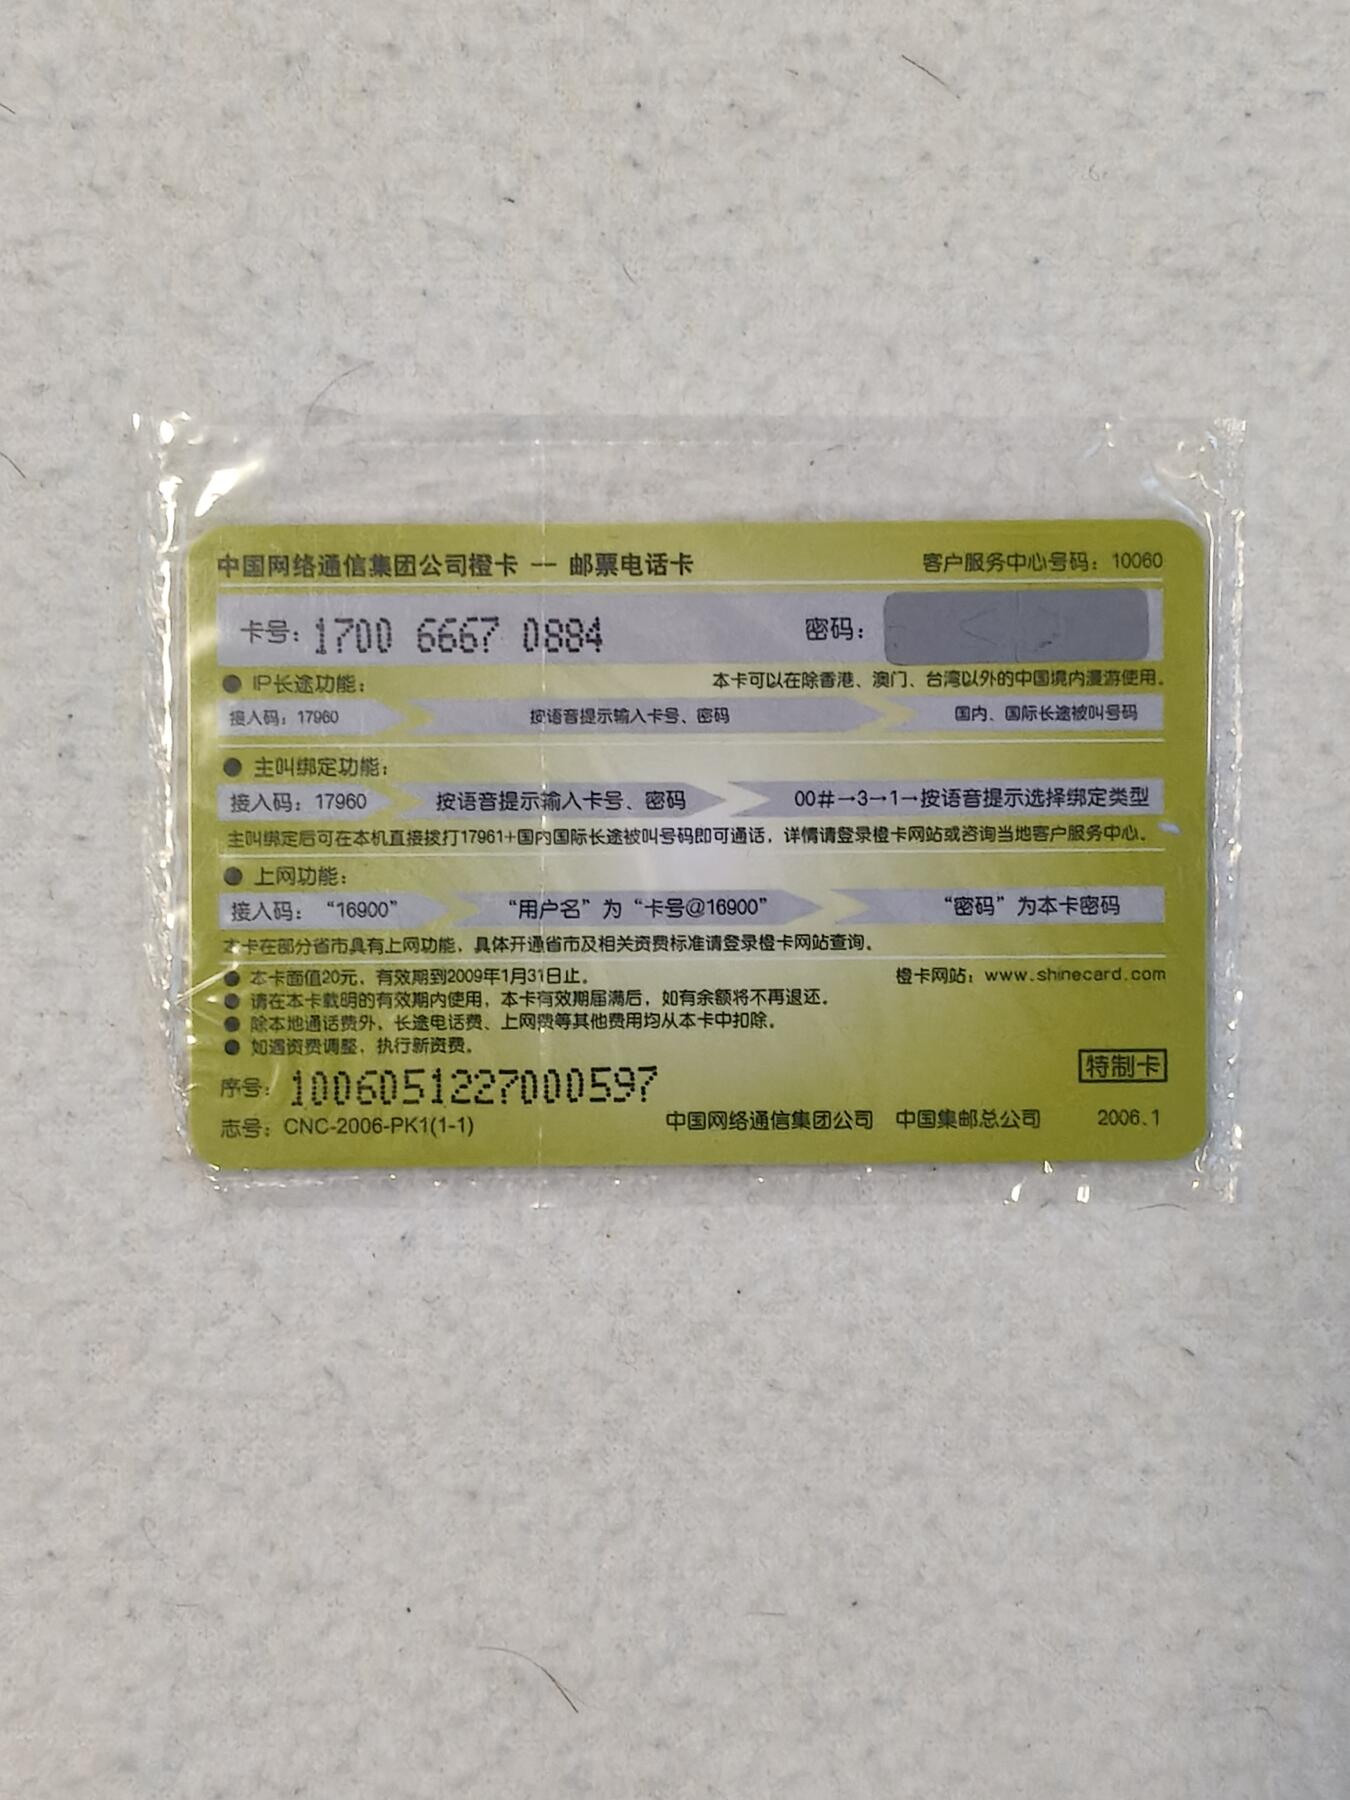 中国网络通信集团公司橙卡 -- 邮票电话卡 客户服务中心号码：10060
卡号：1700 6667 0884 密码：
● IP长途功能： 本卡可以在除香港、澳门、台湾以外的中国境内漫游使用。
接入码：17960 按语音提示输入卡号、密码 国内、国际长途被叫号码
● 主叫绑定功能：
接入码：17960 按语音提示输入卡号、密码 00#→3→1→按语音提示选择绑定类型
主叫绑定后可在本机直接拨打17961+国内国际长途被叫号码即可通话，详情请登录橙卡网站或咨询当地客户服务中心。
● 上网功能：
接入码：“16900” “用户名”为“卡号@16900” “密码”为本卡密码
本卡在部分省市具有上网功能，具体开通省市及相关资费标准请登录橙卡网站查询。
● 本卡面值20元，有效期到2009年1月31日止。 橙卡网站：www.shinecard.com
● 请在本卡载明的有效期内使用，本卡有效期届满后，如有余额将不再退还。
● 除本地通话费外，长途电话费、上网费等其他费用均从本卡中扣除。
● 如遇资费调整，执行新资费。
特制卡
序号：1006051227000597
志号：CNC-2006-PK1(1-1) 中国网络通信集团公司 中国集邮总公司 2006.1